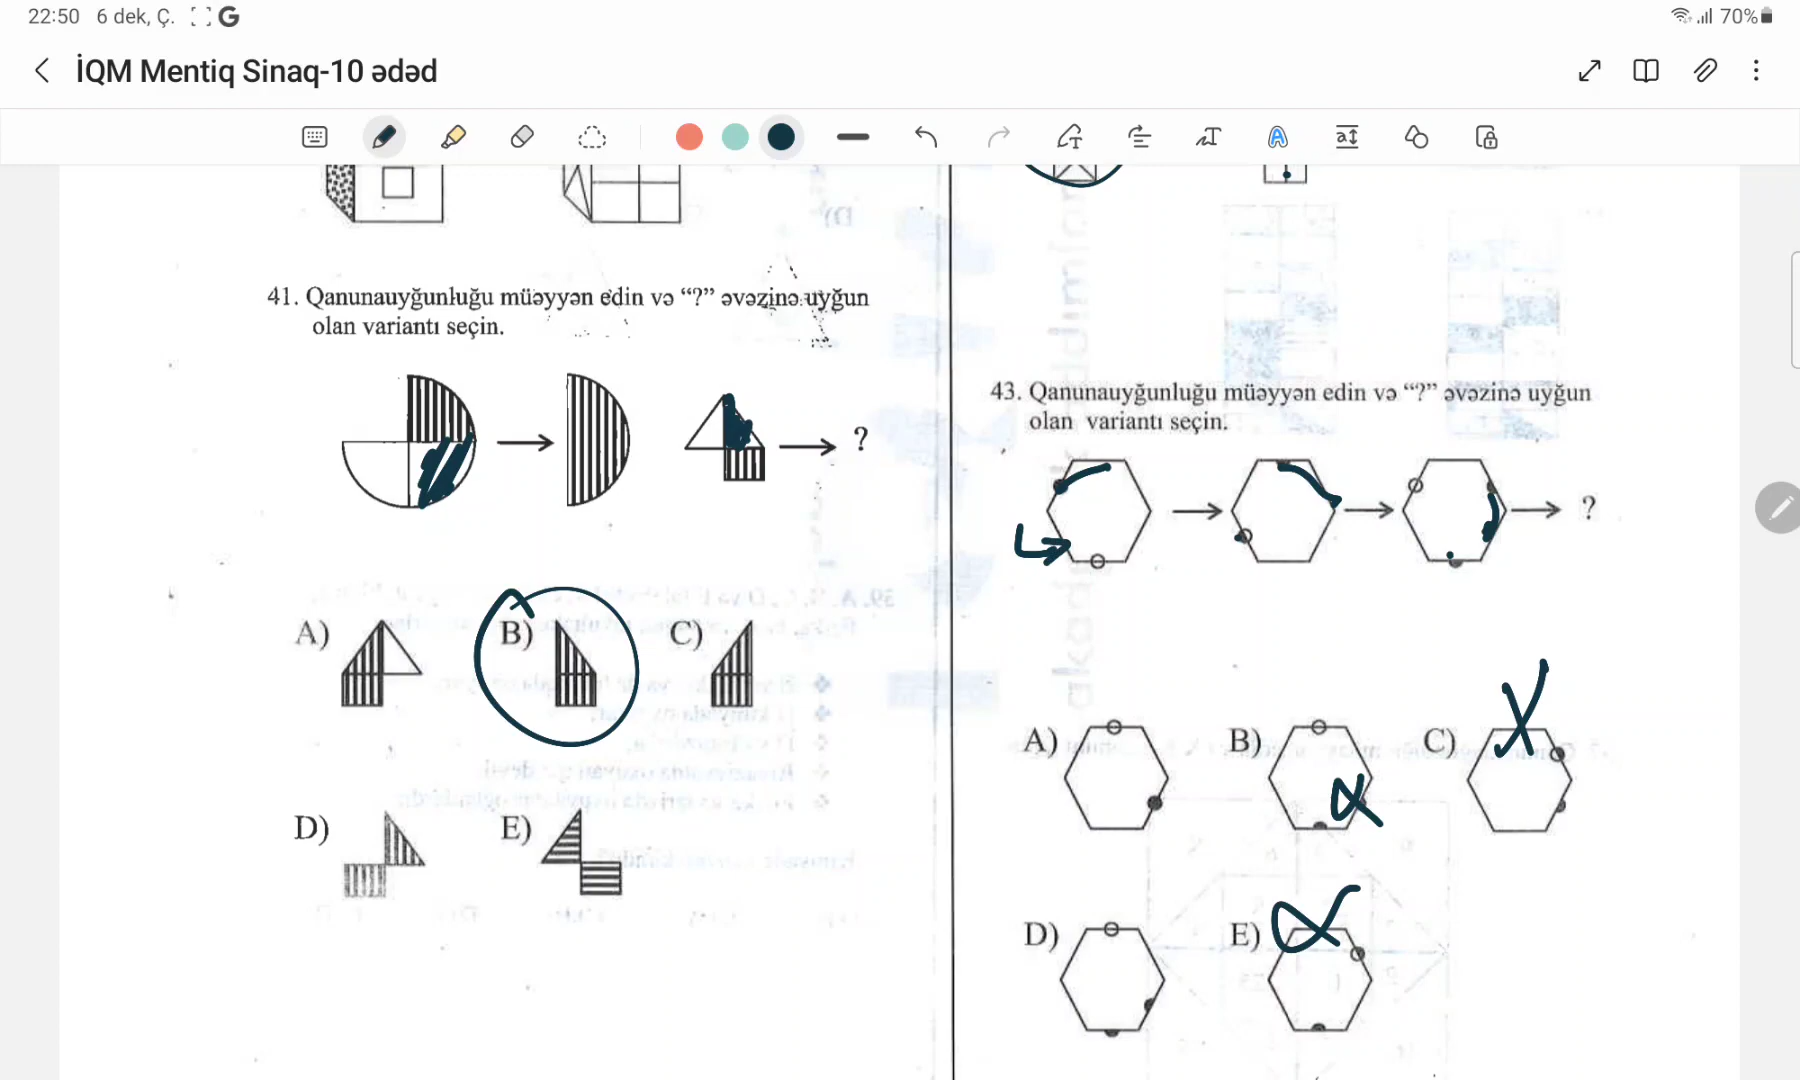 22:50 6 dek, Ç. G 70%
İQM Mentiq Sinaq-10 ədəd
41. Qanunauyğunluğu müəyyən edin və “?” əvəzinə uyğun
olan variantı seçin.
?
A) B) C)
D) E)
43. Qanunauyğunluğu müəyyən edin və “?” əvəzinə uyğun
olan variantı seçin.
?
A) B) C)
D) E)